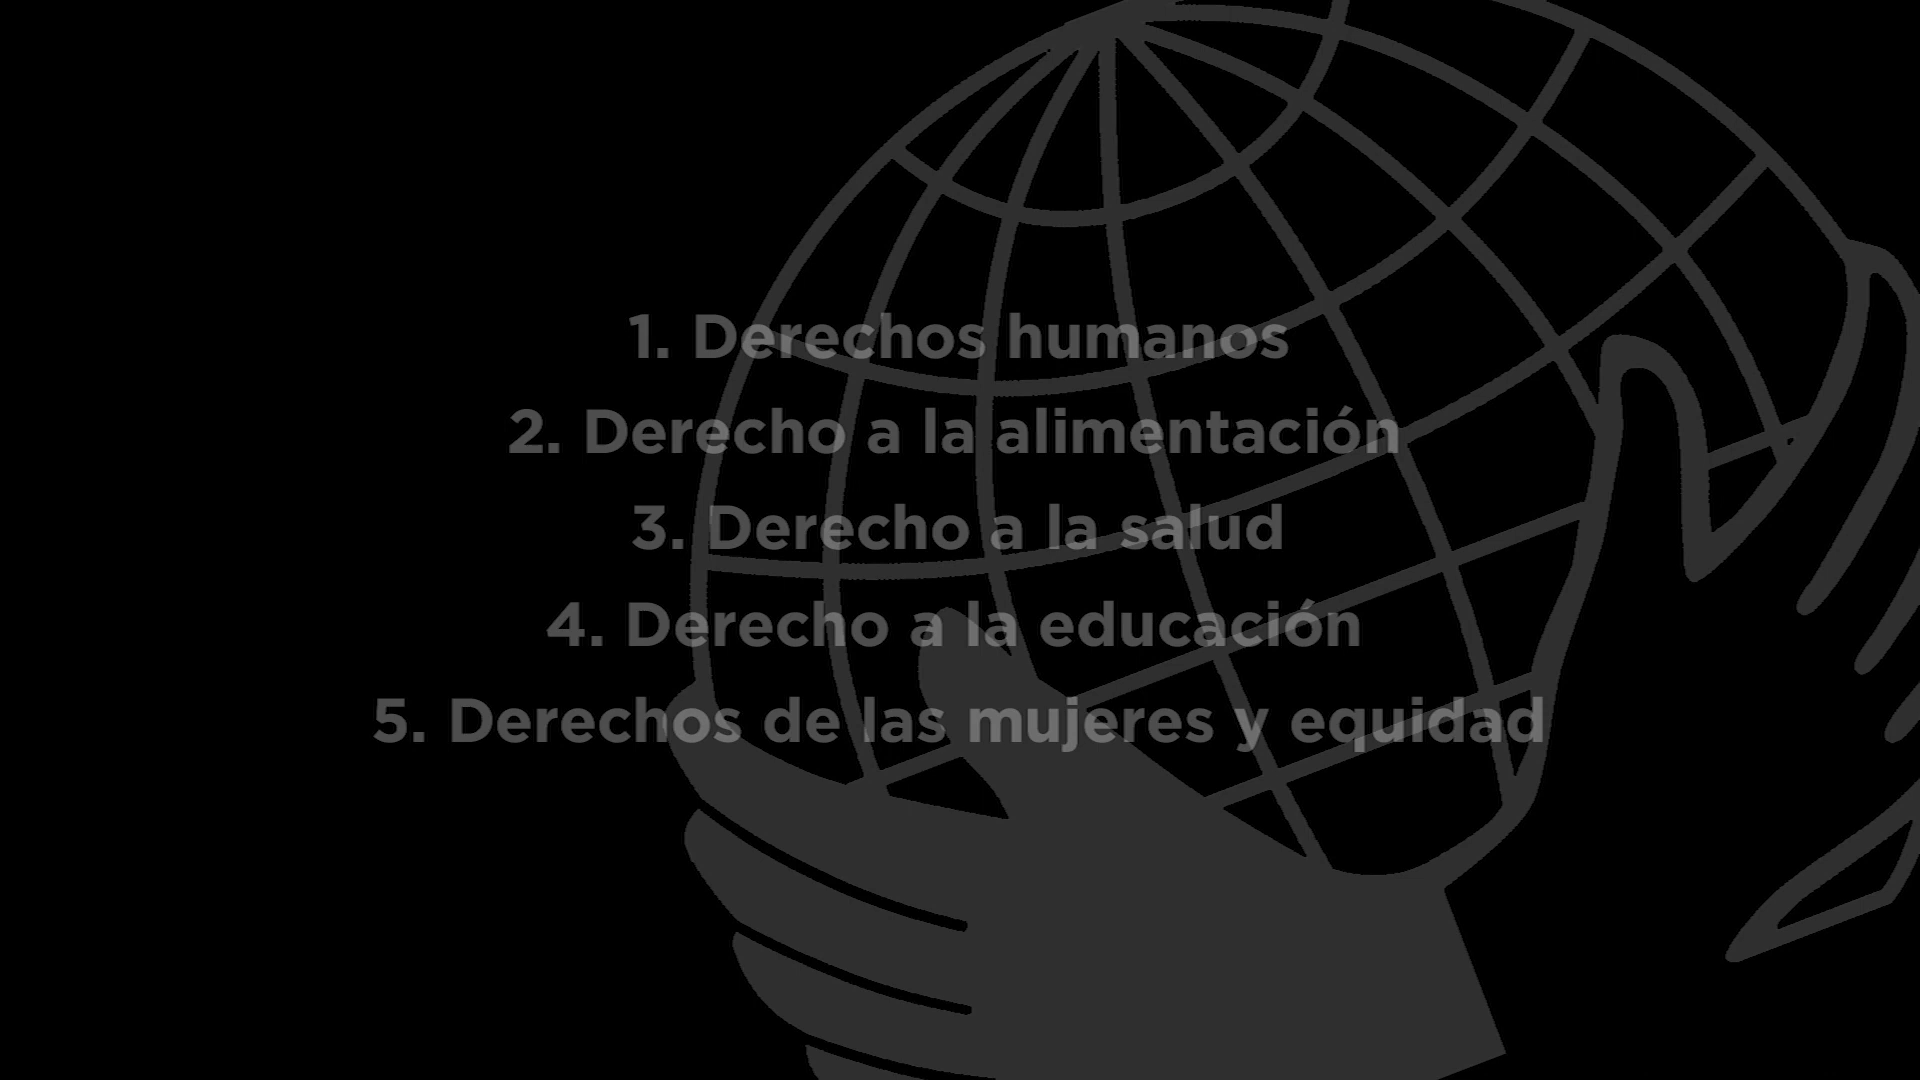 1. Derechos humanos
2. Derecho a la alimentación
3. Derecho a la salud
4. Derecho a la educación
5. Derechos de las mujeres y equidad